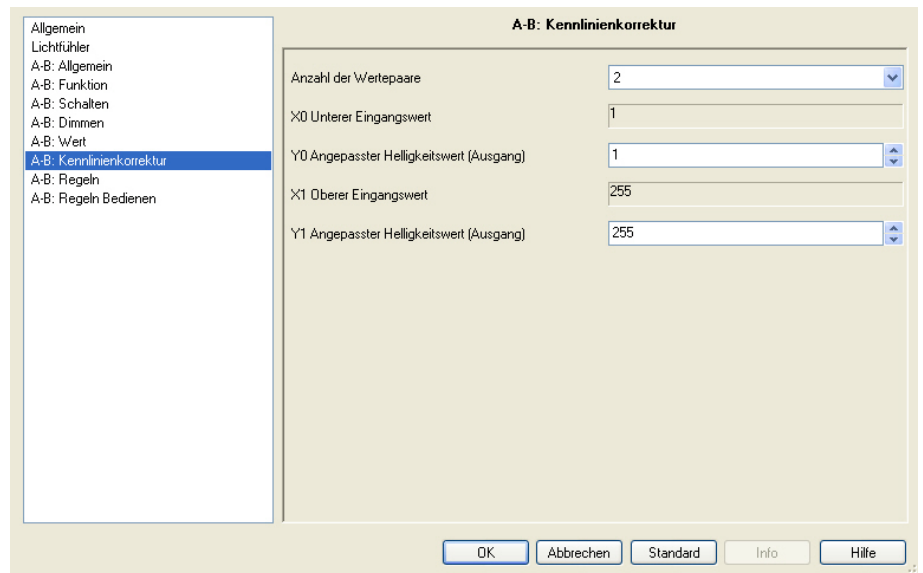 Allgemein
Lichtfühler
A-B: Allgemein
A-B: Funktion
A-B: Schalten
A-B: Dimmen
A-B: Wert
A-B: Kennlinienkorrektur
A-B: Regeln
A-B: Regeln Bedienen
A-B: Kennlinienkorrektur
Anzahl der Wertepaare 2
X0 Unterer Eingangswert 1
Y0 Angepasster Helligkeitswert (Ausgang) 1
X1 Oberer Eingangswert 255
Y1 Angepasster Helligkeitswert (Ausgang) 255
OK Abbrechen Standard Info Hilfe